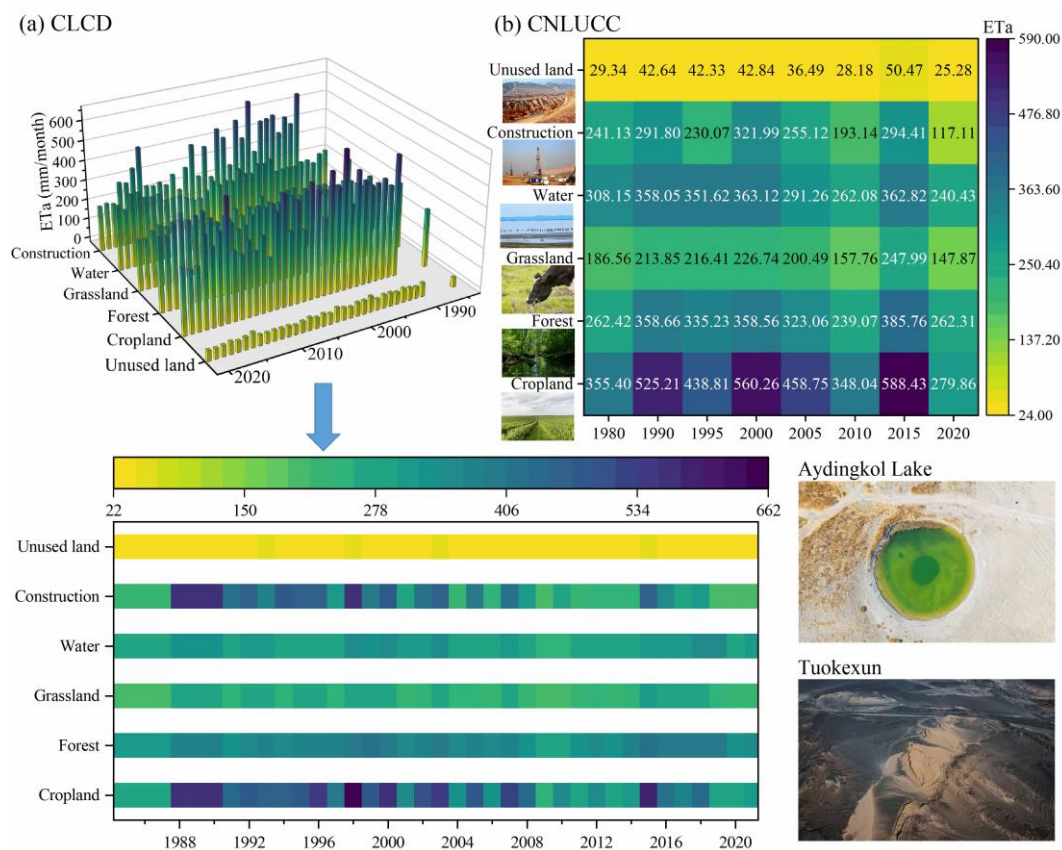 (a) CLCD
ETa (mm/month)
600
500
400
300
200
100
0
Construction
Water
Grassland
Forest
Cropland
Unused land
2020
2010
2000
1990
(b) CNLUCC
ETa
Unused land 29.34 42.64 42.33 42.84 36.49 28.18 50.47 25.28
Construction 241.13 291.80 230.07 321.99 255.12 193.14 294.41 117.11
Water 308.15 358.05 351.62 363.12 291.26 262.08 362.82 240.43
Grassland 186.56 213.85 216.41 226.74 200.49 157.76 247.99 147.87
Forest 262.42 358.66 335.23 358.56 323.06 239.07 385.76 262.31
Cropland 355.40 525.21 438.81 560.26 458.75 348.04 588.43 279.86
1980 1990 1995 2000 2005 2010 2015 2020
590.00
476.80
363.60
250.40
137.20
24.00
22 150 278 406 534 662
Unused land
Construction
Water
Grassland
Forest
Cropland
1988 1992 1996 2000 2004 2008 2012 2016 2020
Aydingkol Lake
Tuokexun